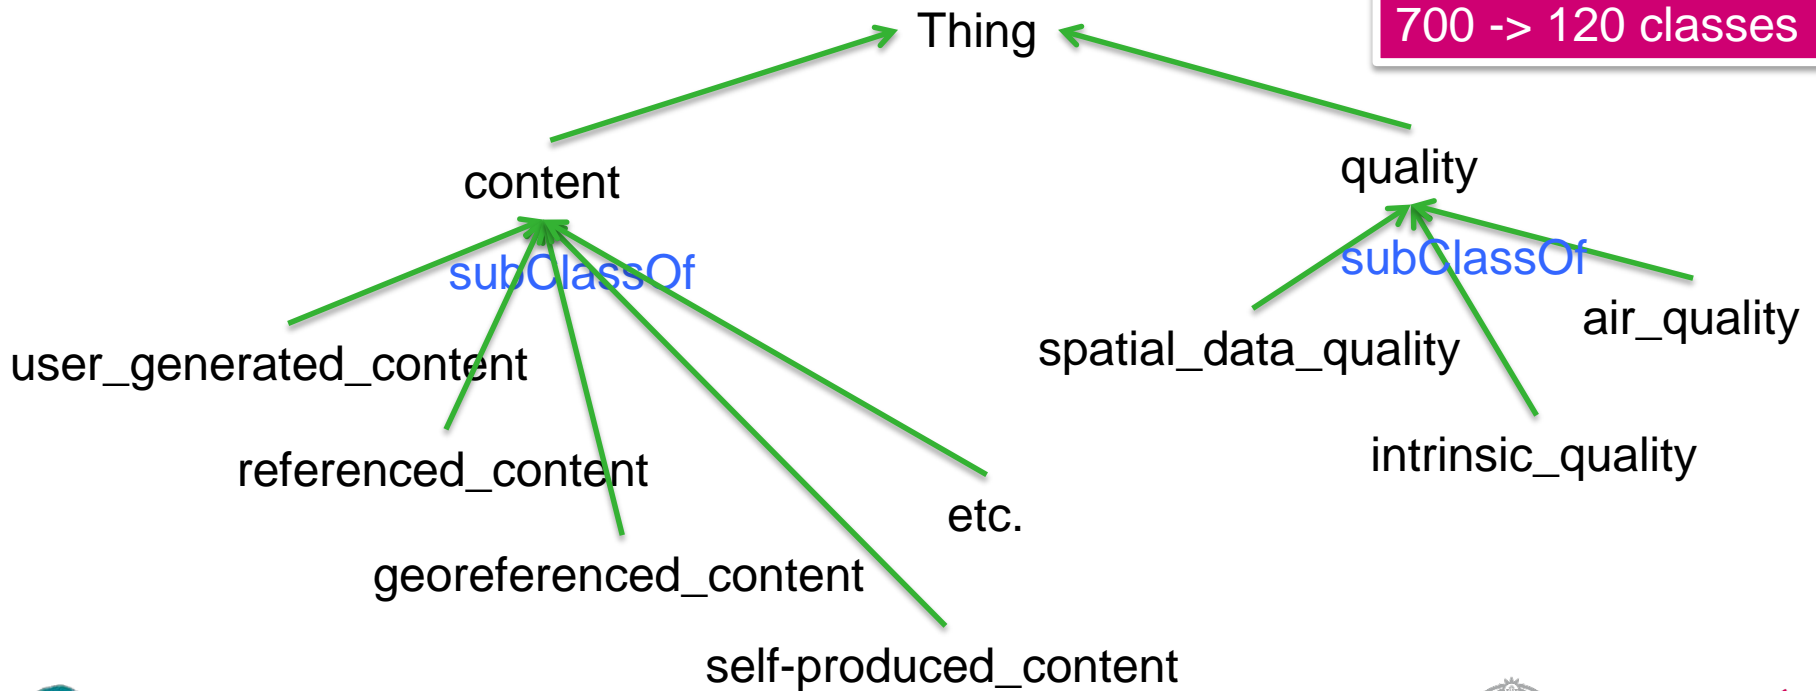 Thing
700 -> 120 classes
content
quality
subClassOf
subClassOf
user_generated_content
spatial_data_quality
air_quality
referenced_content
intrinsic_quality
etc.
georeferenced_content
self-produced_content